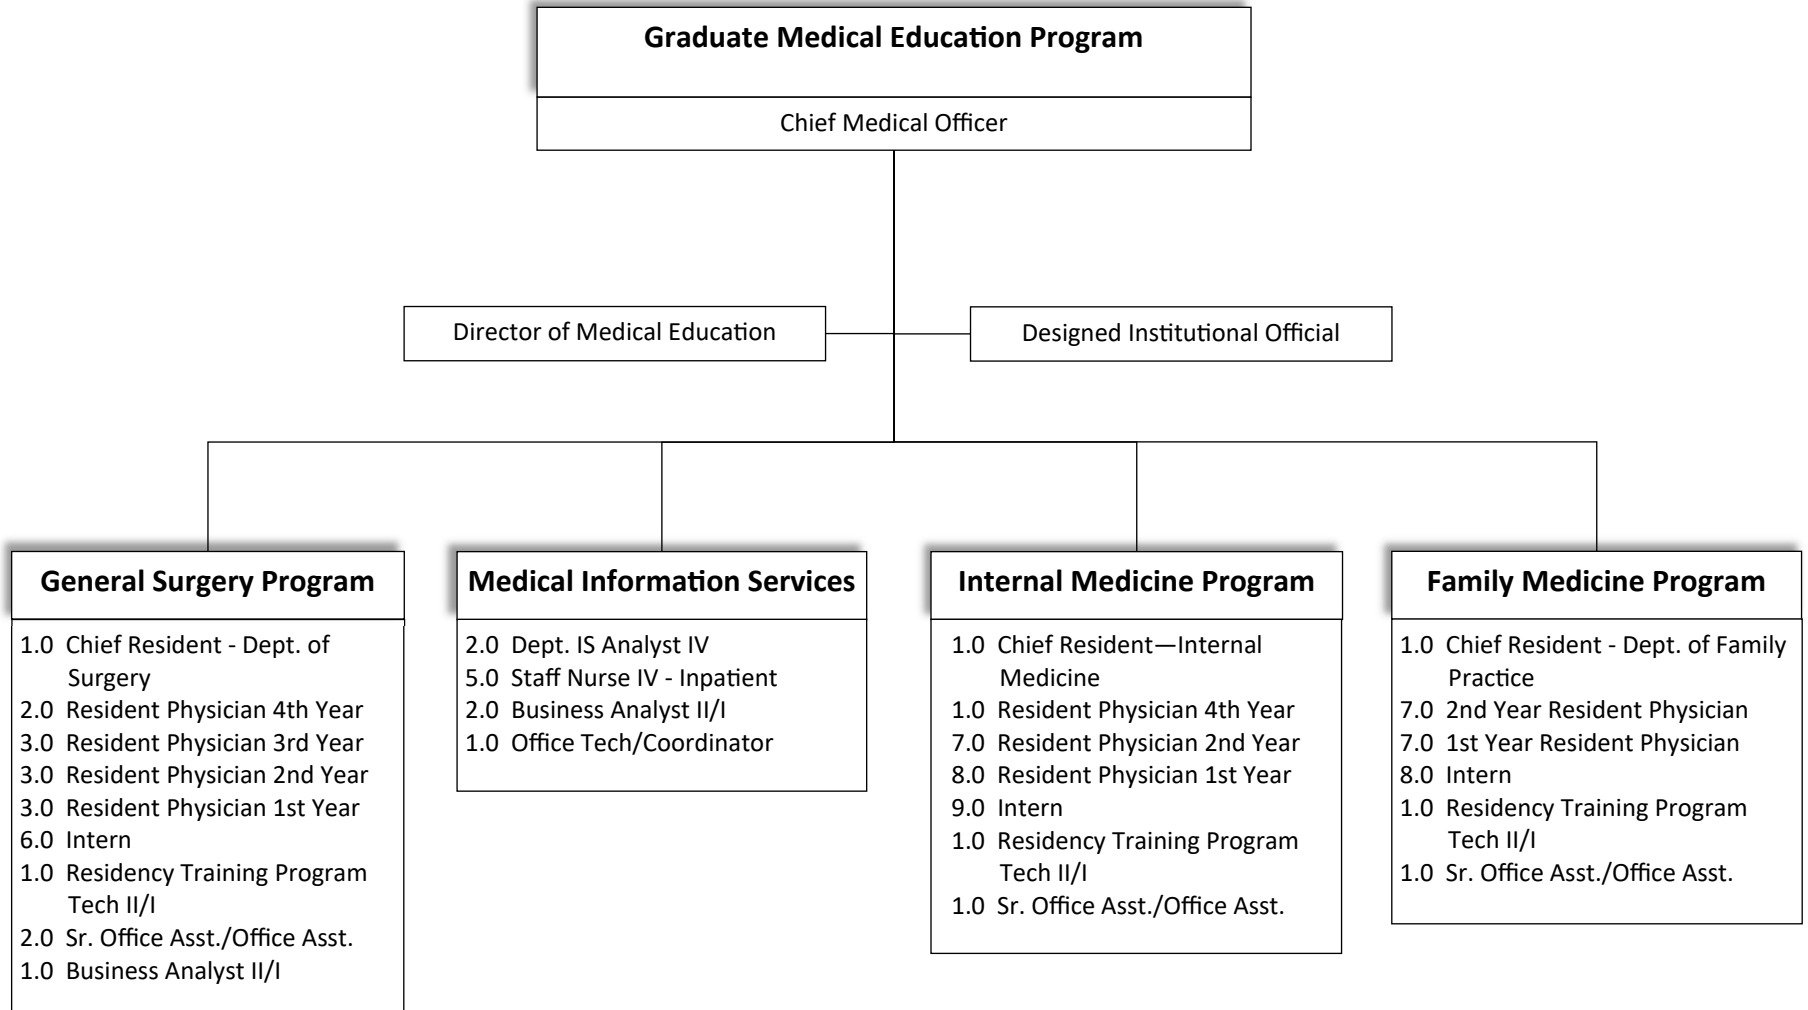 Graduate Medical Education Program
Chief Medical Officer
Director of Medical Education
Designed Institutional Official
General Surgery Program
1.0 Chief Resident - Dept. of
Surgery
2.0 Resident Physician 4th Year
3.0 Resident Physician 3rd Year
3.0 Resident Physician 2nd Year
3.0 Resident Physician 1st Year
6.0 Intern
1.0 Residency Training Program
Tech II/I
2.0 Sr. Office Asst./Office Asst.
1.0 Business Analyst II/I
Medical Information Services
2.0 Dept. IS Analyst IV
5.0 Staff Nurse IV - Inpatient
2.0 Business Analyst II/I
1.0 Office Tech/Coordinator
Internal Medicine Program
1.0 Chief Resident—Internal
Medicine
1.0 Resident Physician 4th Year
7.0 Resident Physician 2nd Year
8.0 Resident Physician 1st Year
9.0 Intern
1.0 Residency Training Program
Tech II/I
1.0 Sr. Office Asst./Office Asst.
Family Medicine Program
1.0 Chief Resident - Dept. of Family
Practice
7.0 2nd Year Resident Physician
7.0 1st Year Resident Physician
8.0 Intern
1.0 Residency Training Program
Tech II/I
1.0 Sr. Office Asst./Office Asst.